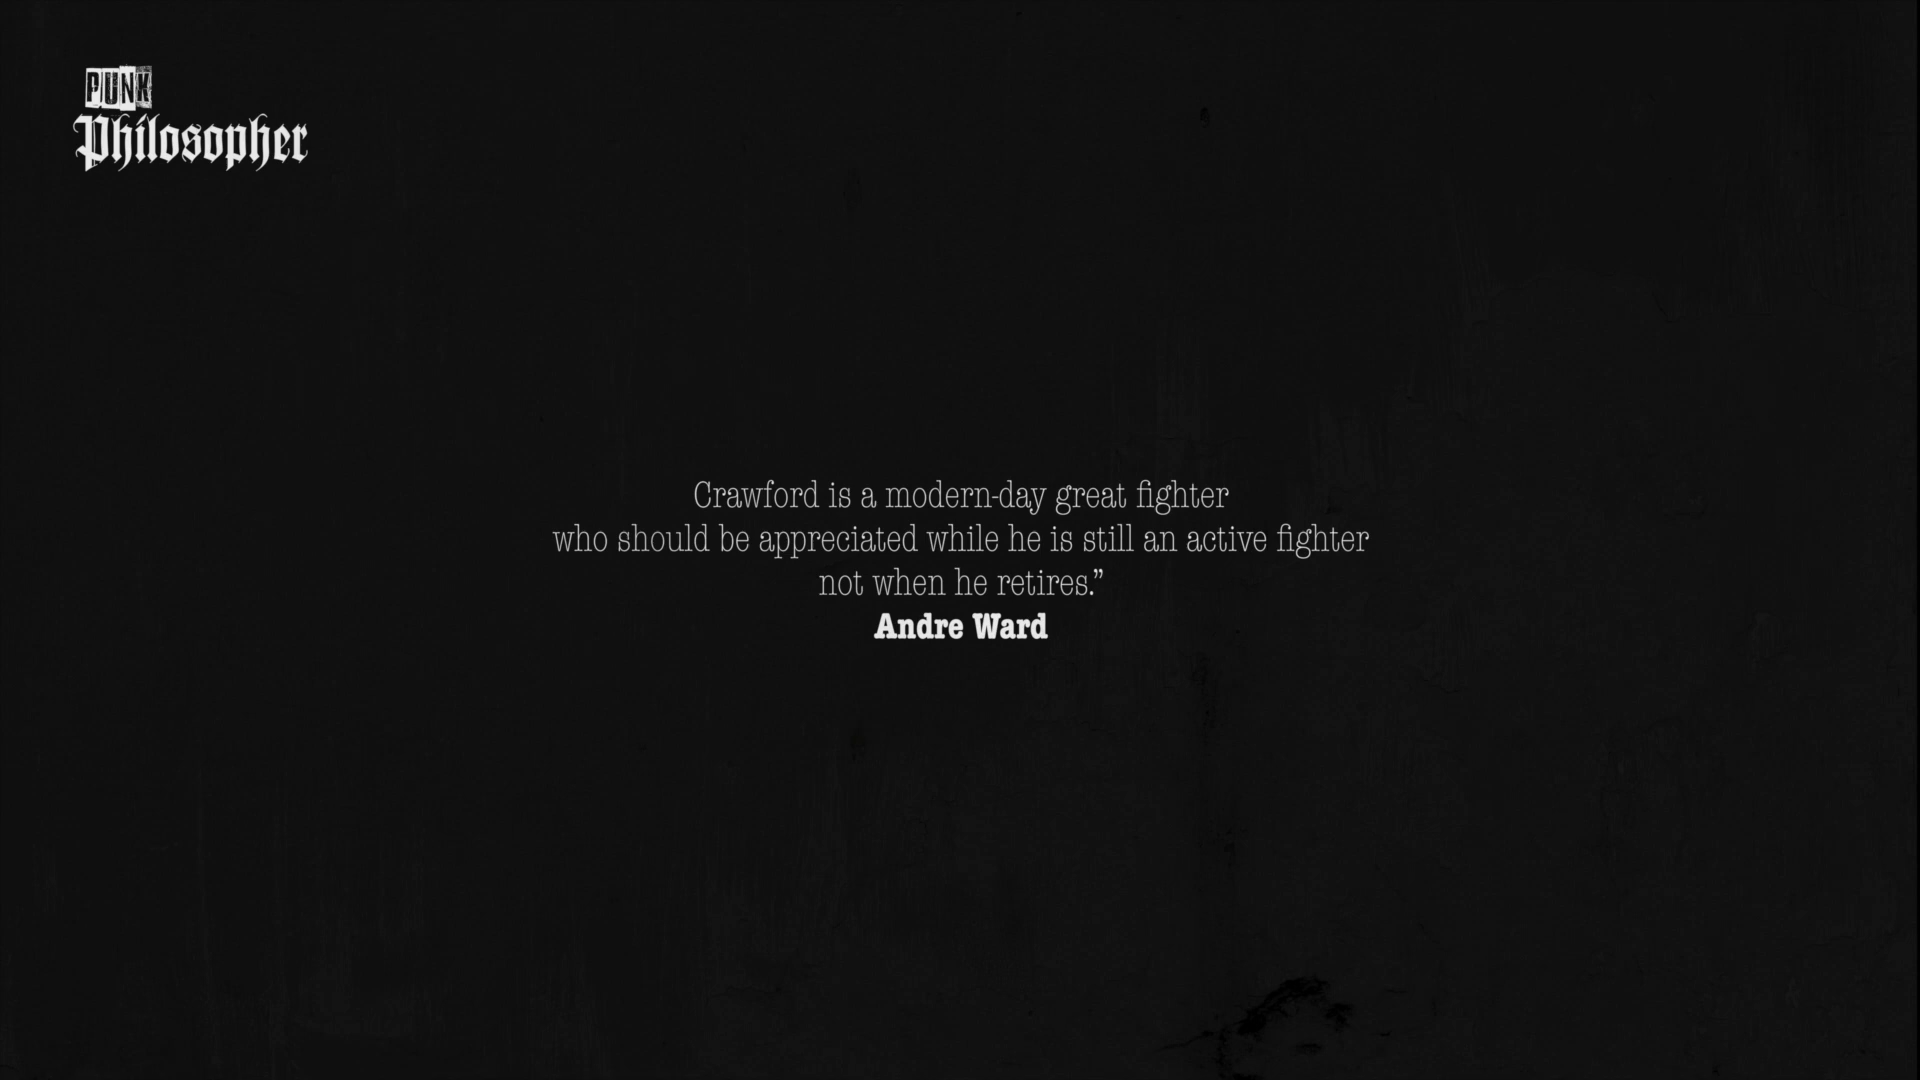 PUNK
Philosopher
Crawford is a modern-day great fighter
who should be appreciated while he is still an active fighter
not when he retires.”
Andre Ward